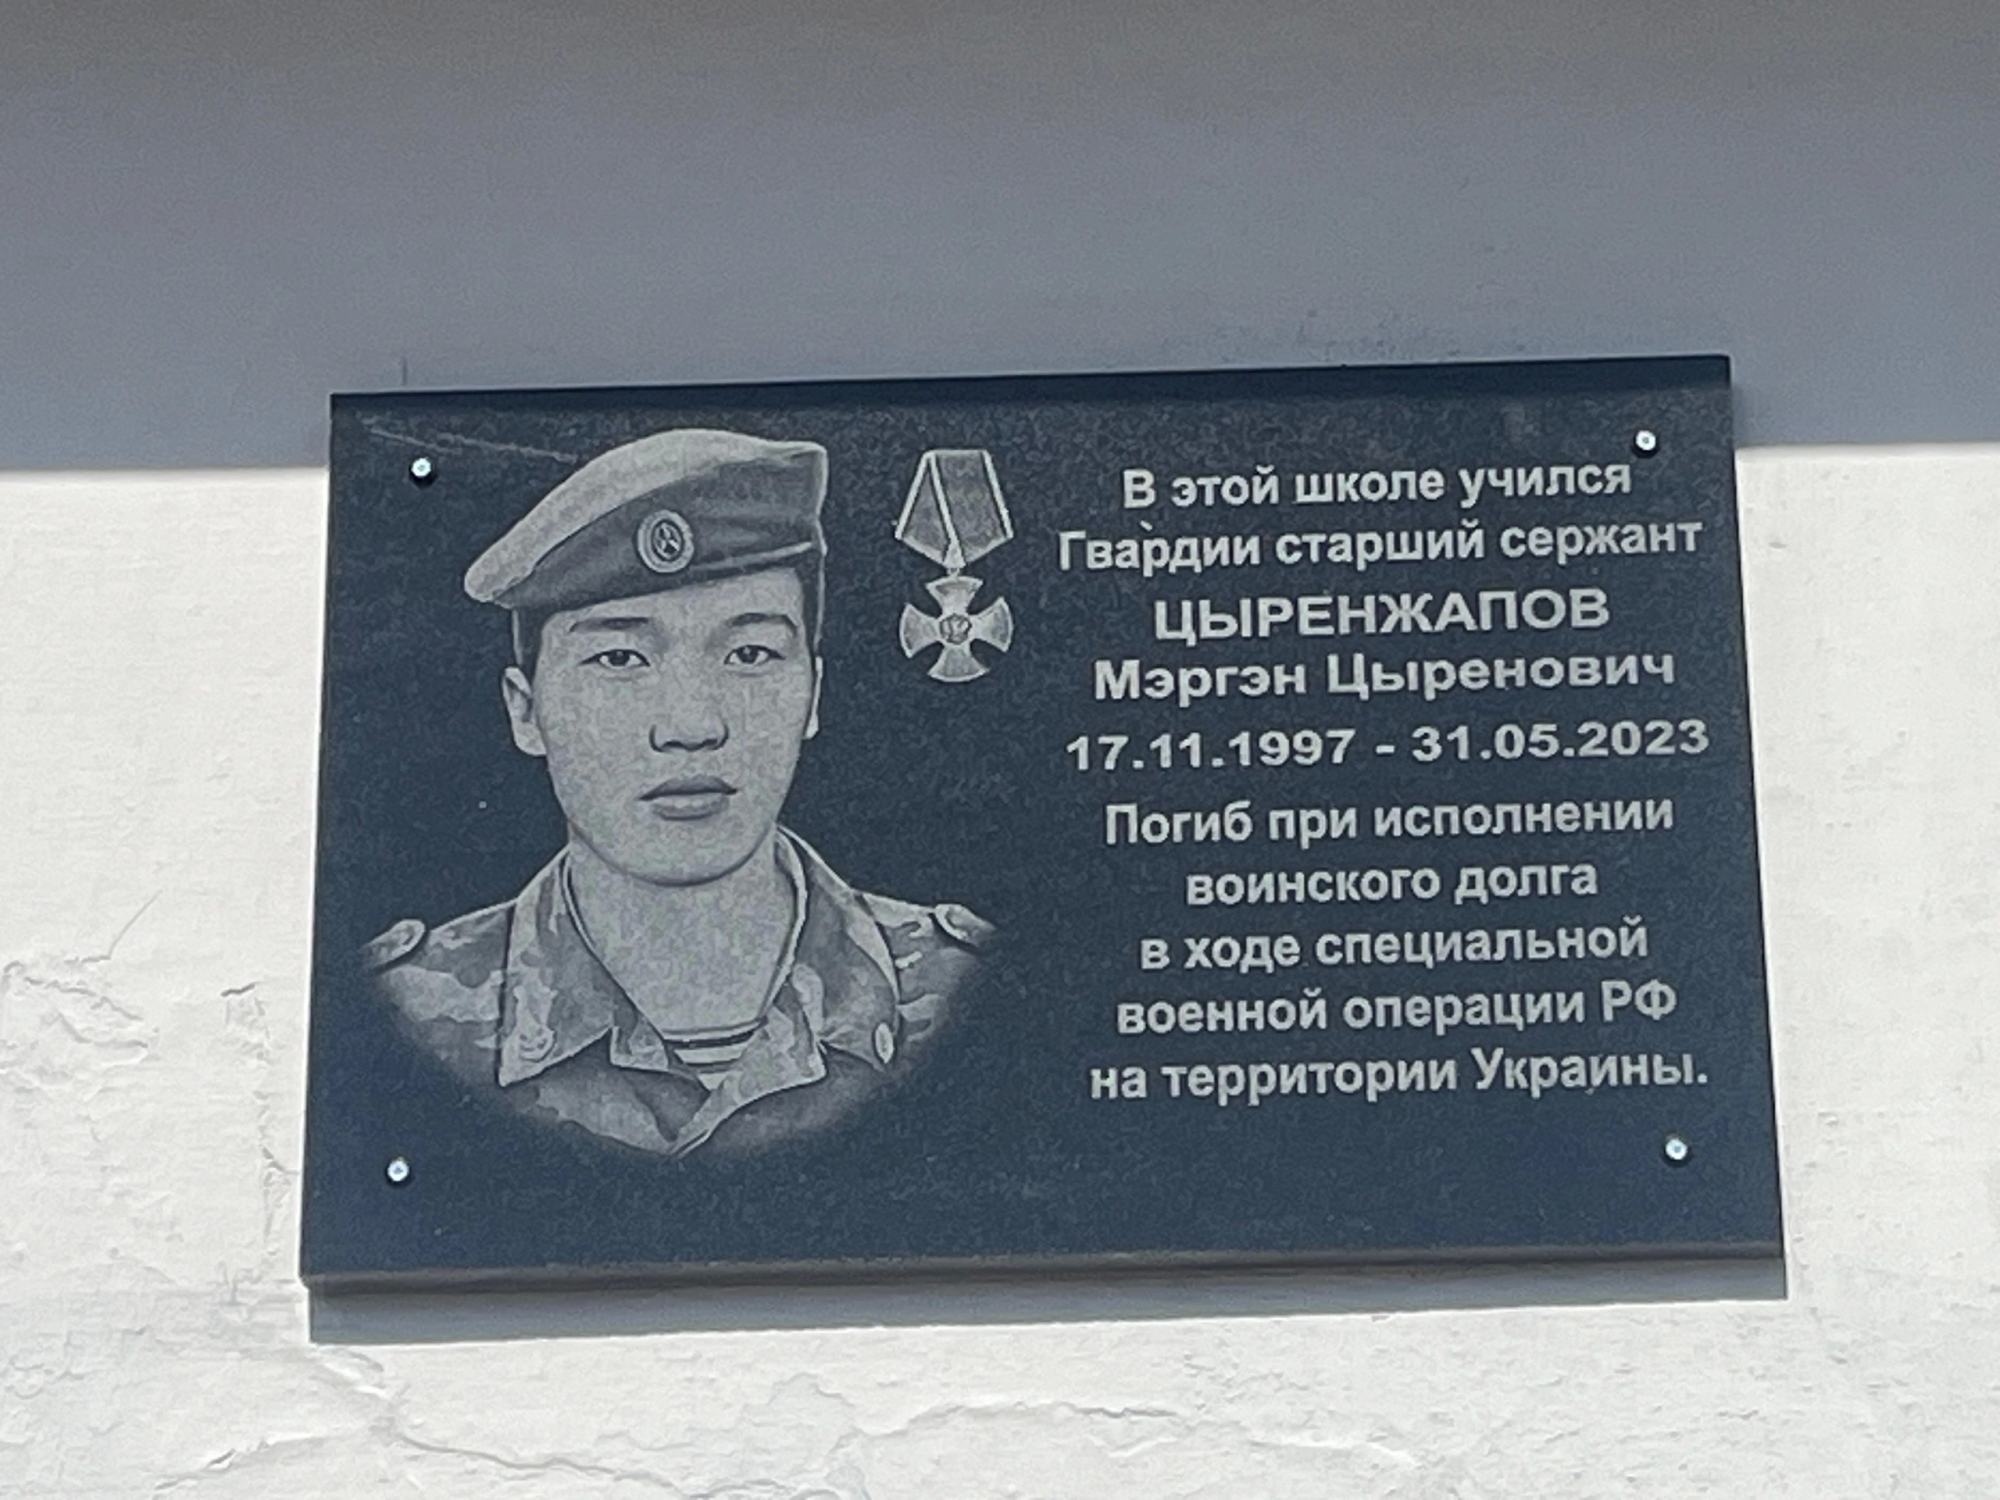 В этой школе учился
Гвардии старший сержант
ЦЫРЕНЖАПОВ
Мэргэн Цыренович
17.11.1997 - 31.05.2023
Погиб при исполнении
воинского долга
в ходе специальной
военной операции РФ
на территории Украины.